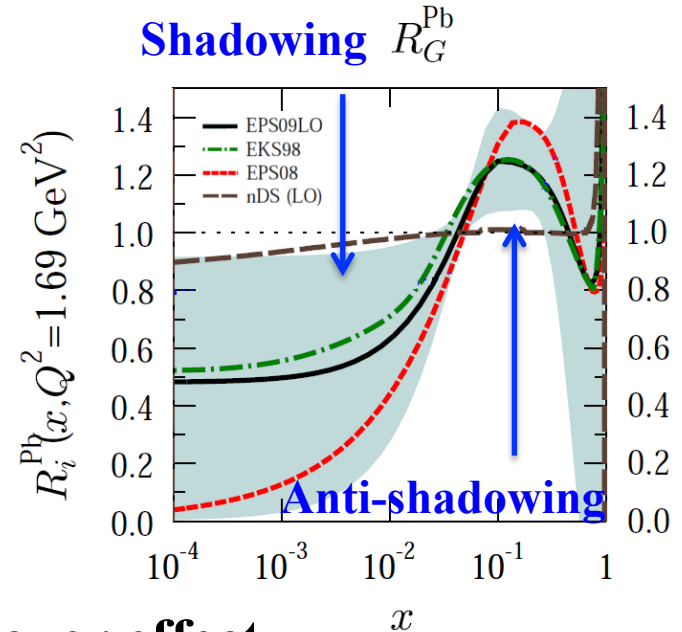 Shadowing R_G^Pb
1.4
1.2
1.0
0.8
0.6
0.4
0.2
0.0
EPS09LO
EKS98
EPS08
nDS (LO)
1.4
1.2
1.0
0.8
0.6
0.4
0.2
0.0
R_i^Pb(x,Q^2=1.69 GeV^2)
Anti-shadowing
10^-4 10^-3 10^-2 10^-1 1
x
effect